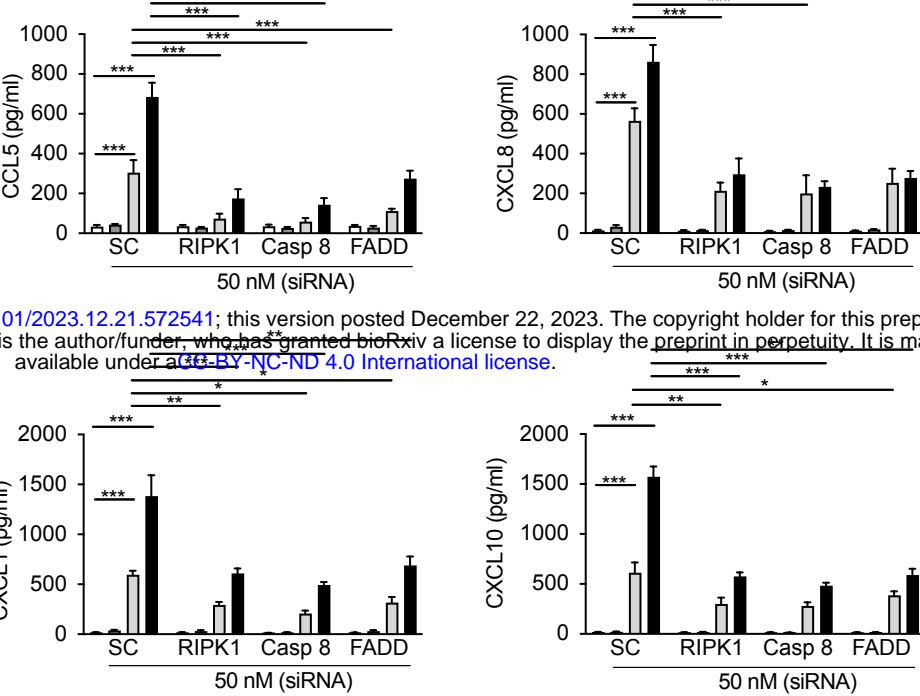 *** ***
***
*** ***
*** ***
1000 1000
800 800
600 600
400 400
200 200
0 0
CCL5 (pg/ml) CXCL8 (pg/ml)
*** ***
*** ***
SC RIPK1 Casp 8 FADD SC RIPK1 Casp 8 FADD
50 nM (siRNA) 50 nM (siRNA)
01/2023.12.21.572541; this version posted December 22, 2023. The copyright holder for this prep
is the author/funder, who has granted bioRxiv a license to display the preprint in perpetuity. It is ma
available under aCC-BY-NC-ND 4.0 International license.
** ***
*** ***
* *
* **
**
*** ***
*** ***
2000 2000
1500 1500
1000 1000
500 500
0 0
(pg/ml) CXCL10 (pg/ml)
SC RIPK1 Casp 8 FADD SC RIPK1 Casp 8 FADD
50 nM (siRNA) 50 nM (siRNA)